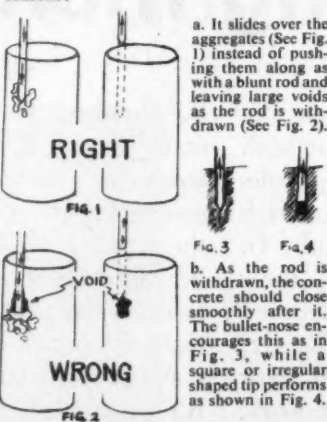 a. It slides over the
aggregates (See Fig.
1) instead of push-
ing them along as
with a blunt rod and
leaving large voids
as the rod is with-
drawn (See Fig. 2).
RIGHT
FIG. 1
FIG. 3
FIG. 4
VOID
WRONG
FIG. 2
b. As the rod is
withdrawn, the con-
crete should close
smoothly after it.
The bullet-nose en-
courages this as in
Fig. 3, while a
square or irregular
shaped tip performs
as shown in Fig. 4.